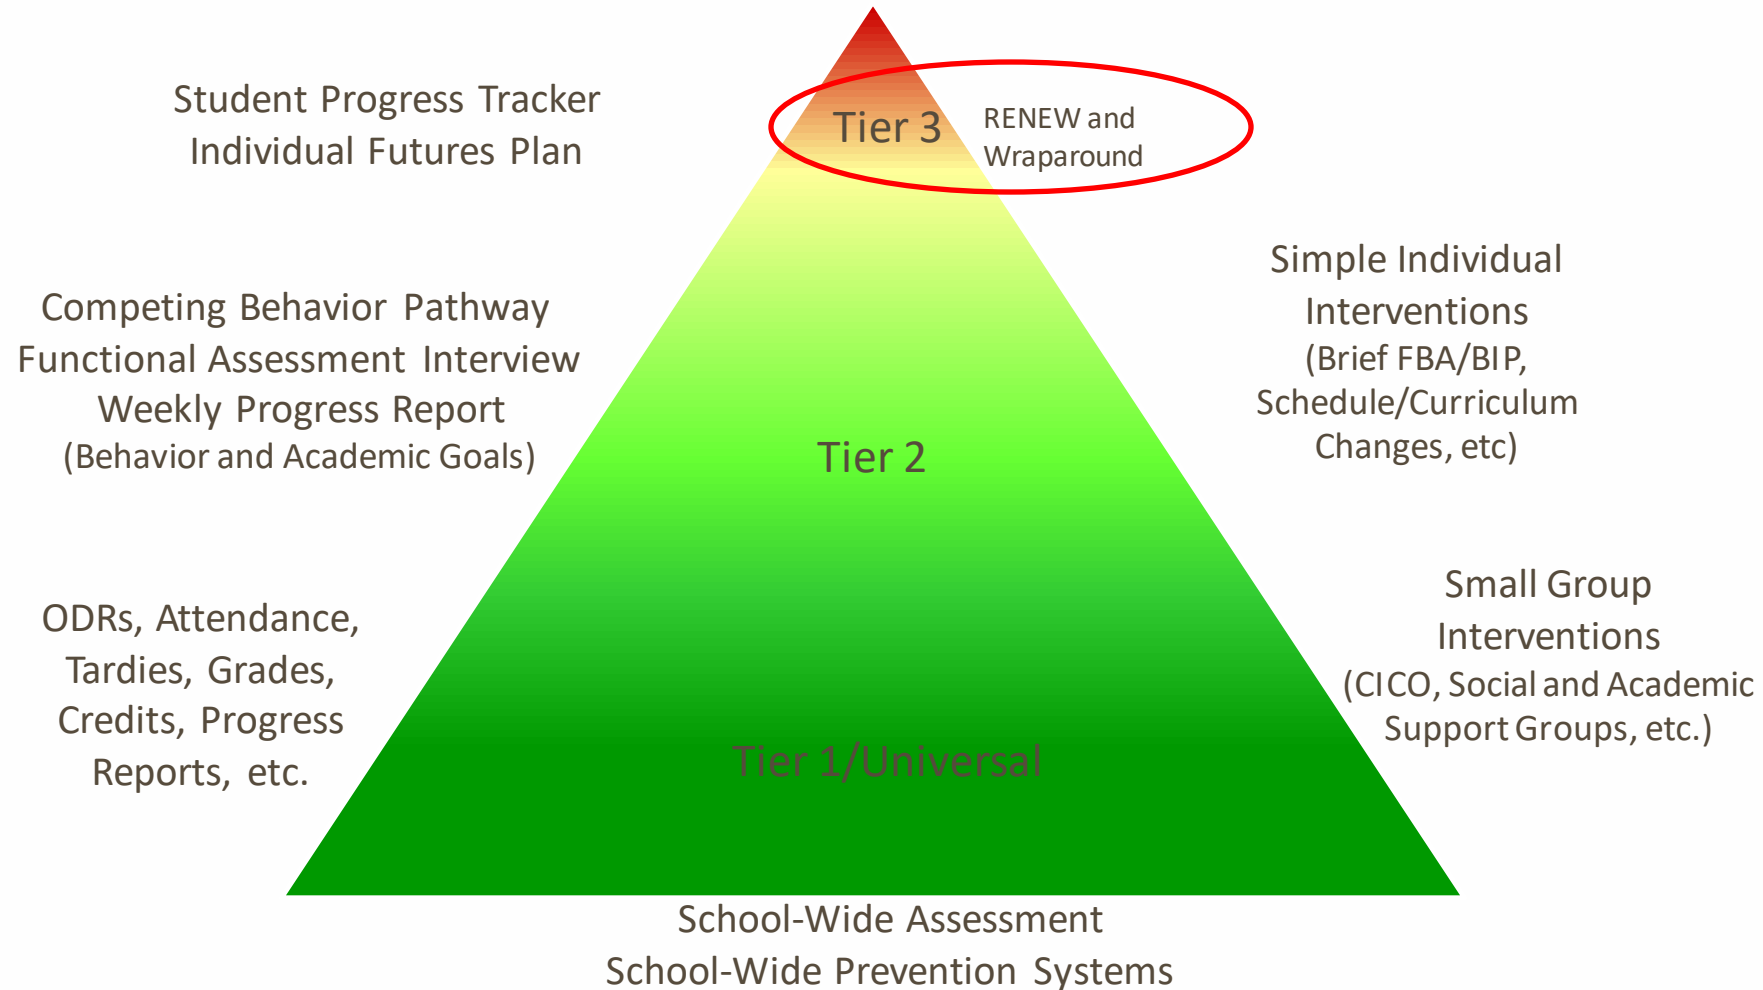 Student Progress Tracker
Individual Futures Plan
Tier 3
RENEW and
Wraparound
Competing Behavior Pathway
Functional Assessment Interview
Weekly Progress Report
(Behavior and Academic Goals)
Simple Individual
Interventions
(Brief FBA/BIP,
Schedule/Curriculum
Changes, etc)
Tier 2
ODRs, Attendance,
Tardies, Grades,
Credits, Progress
Reports, etc.
Small Group
Interventions
(CICO, Social and Academic
Support Groups, etc.)
Tier 1/Universal
School-Wide Assessment
School-Wide Prevention Systems